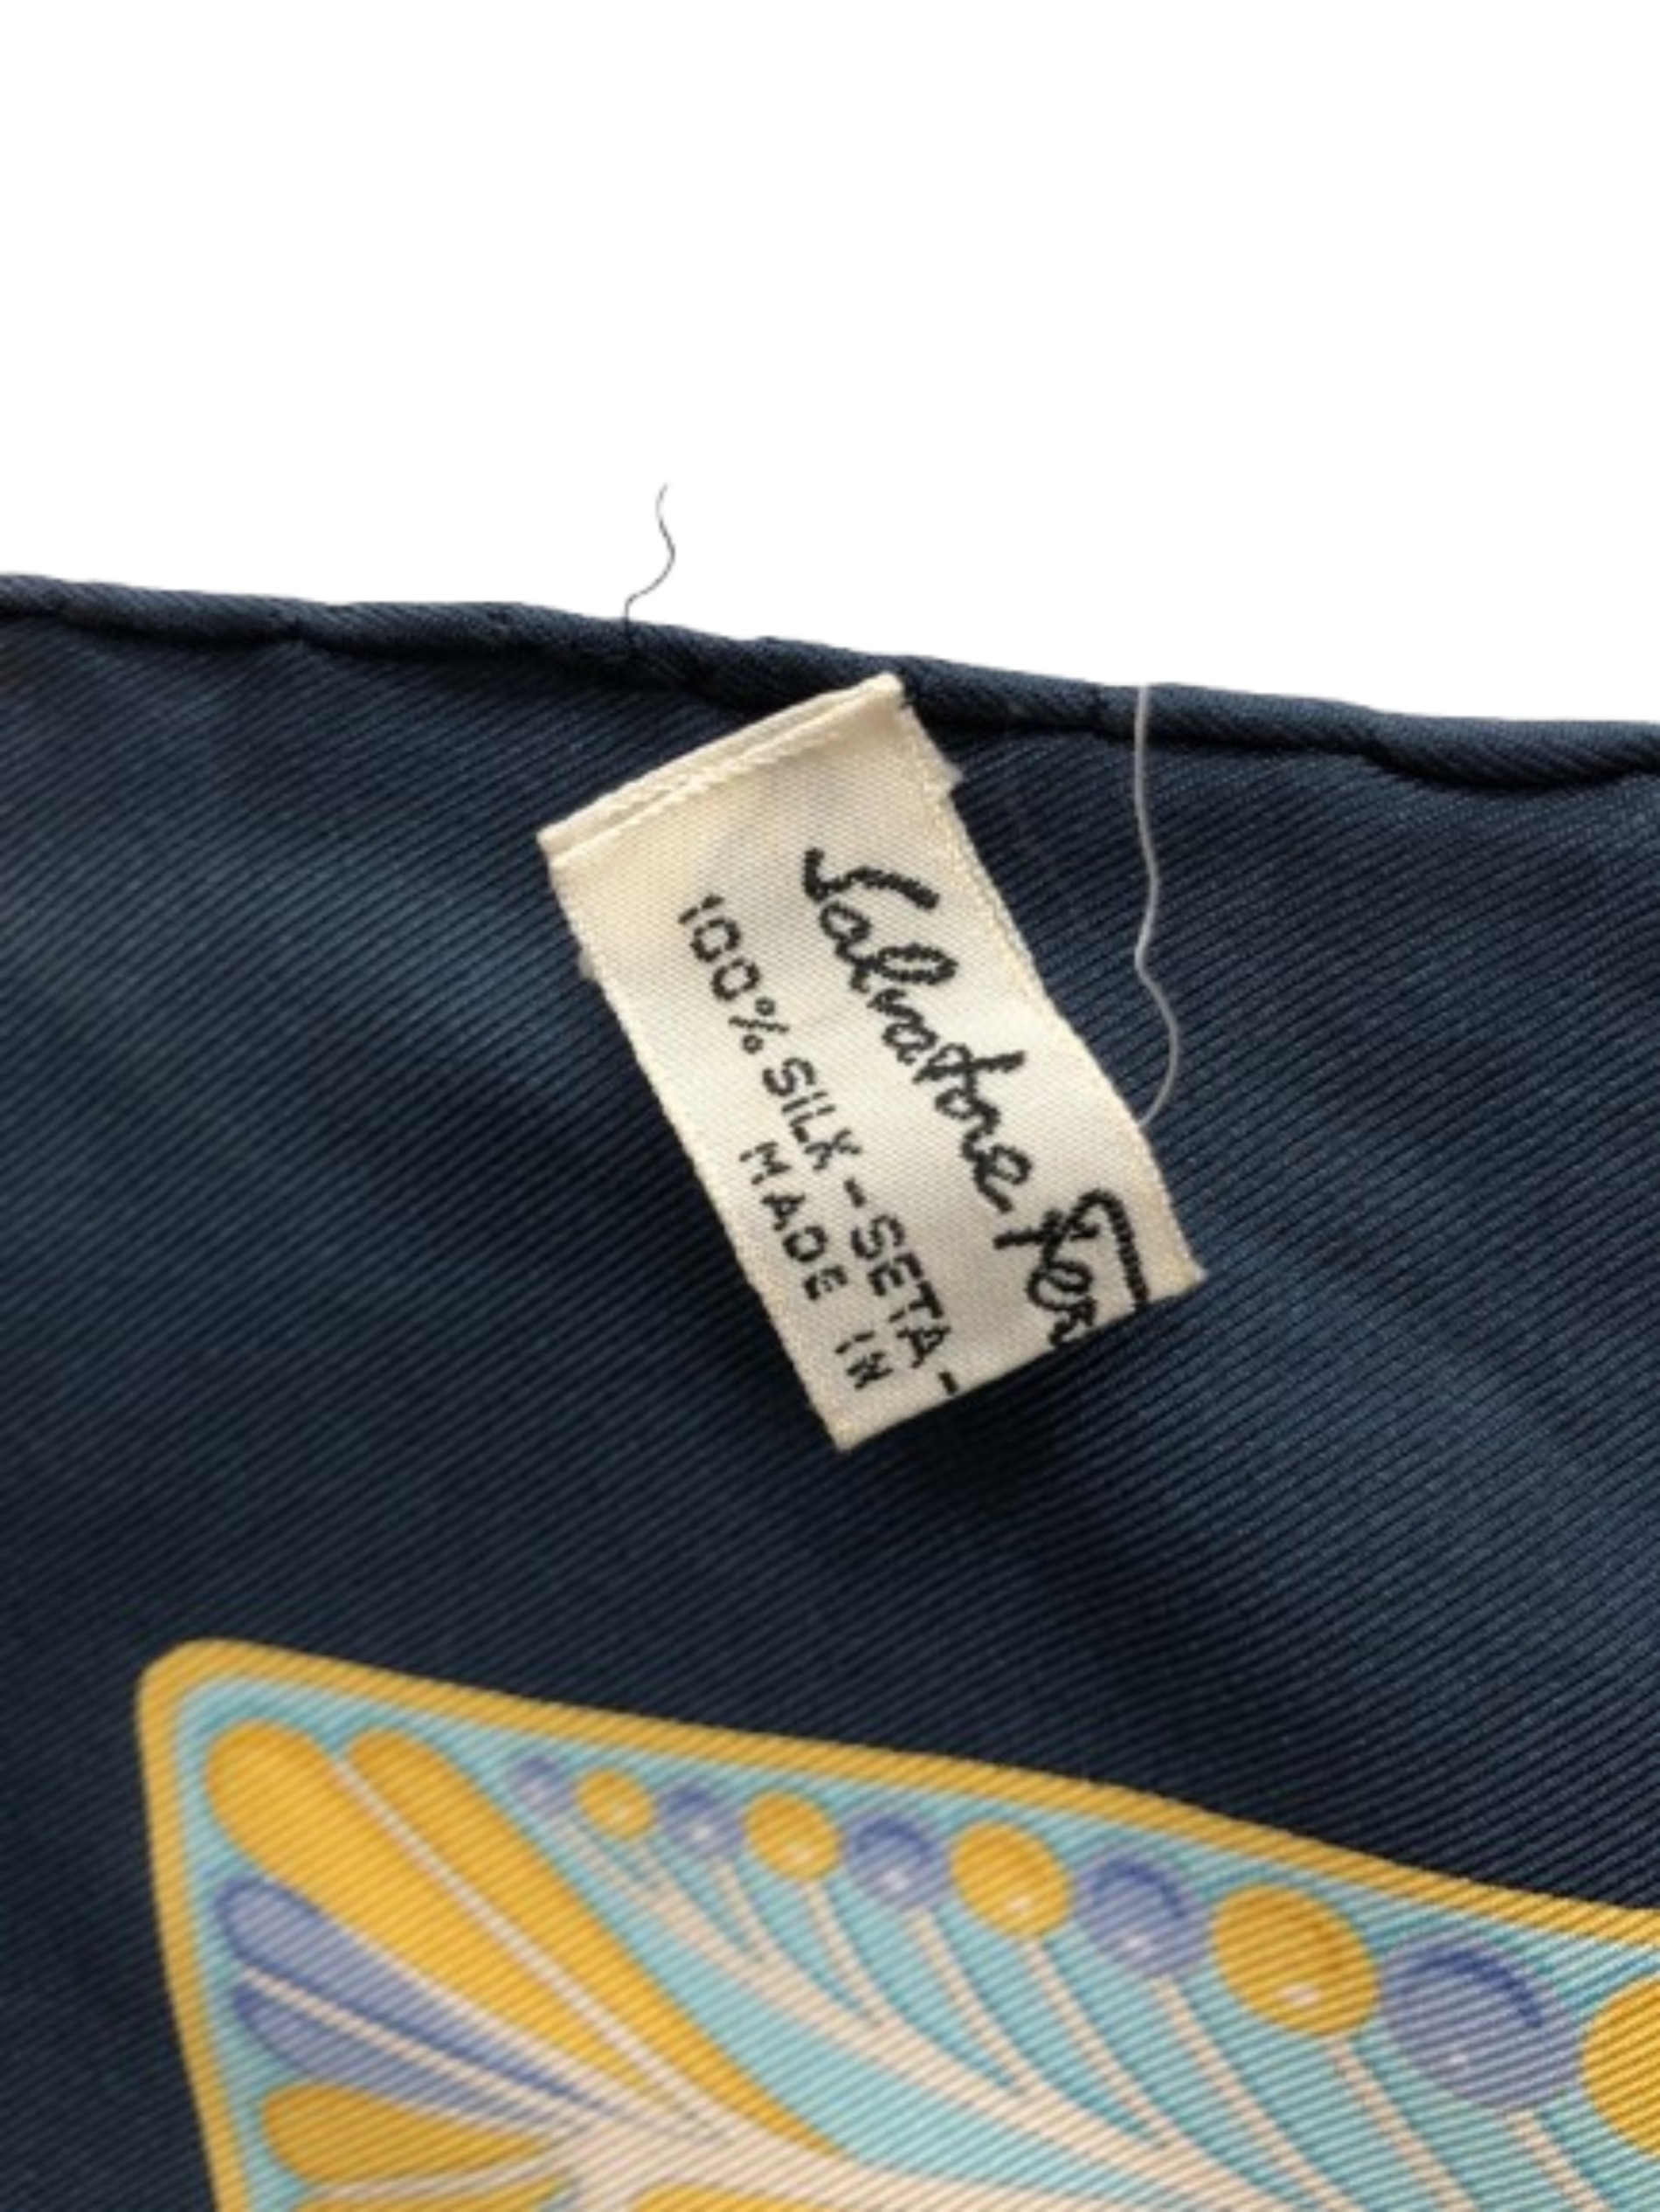 Salvatore Fer
100% SILK - SETA -
MADE IN